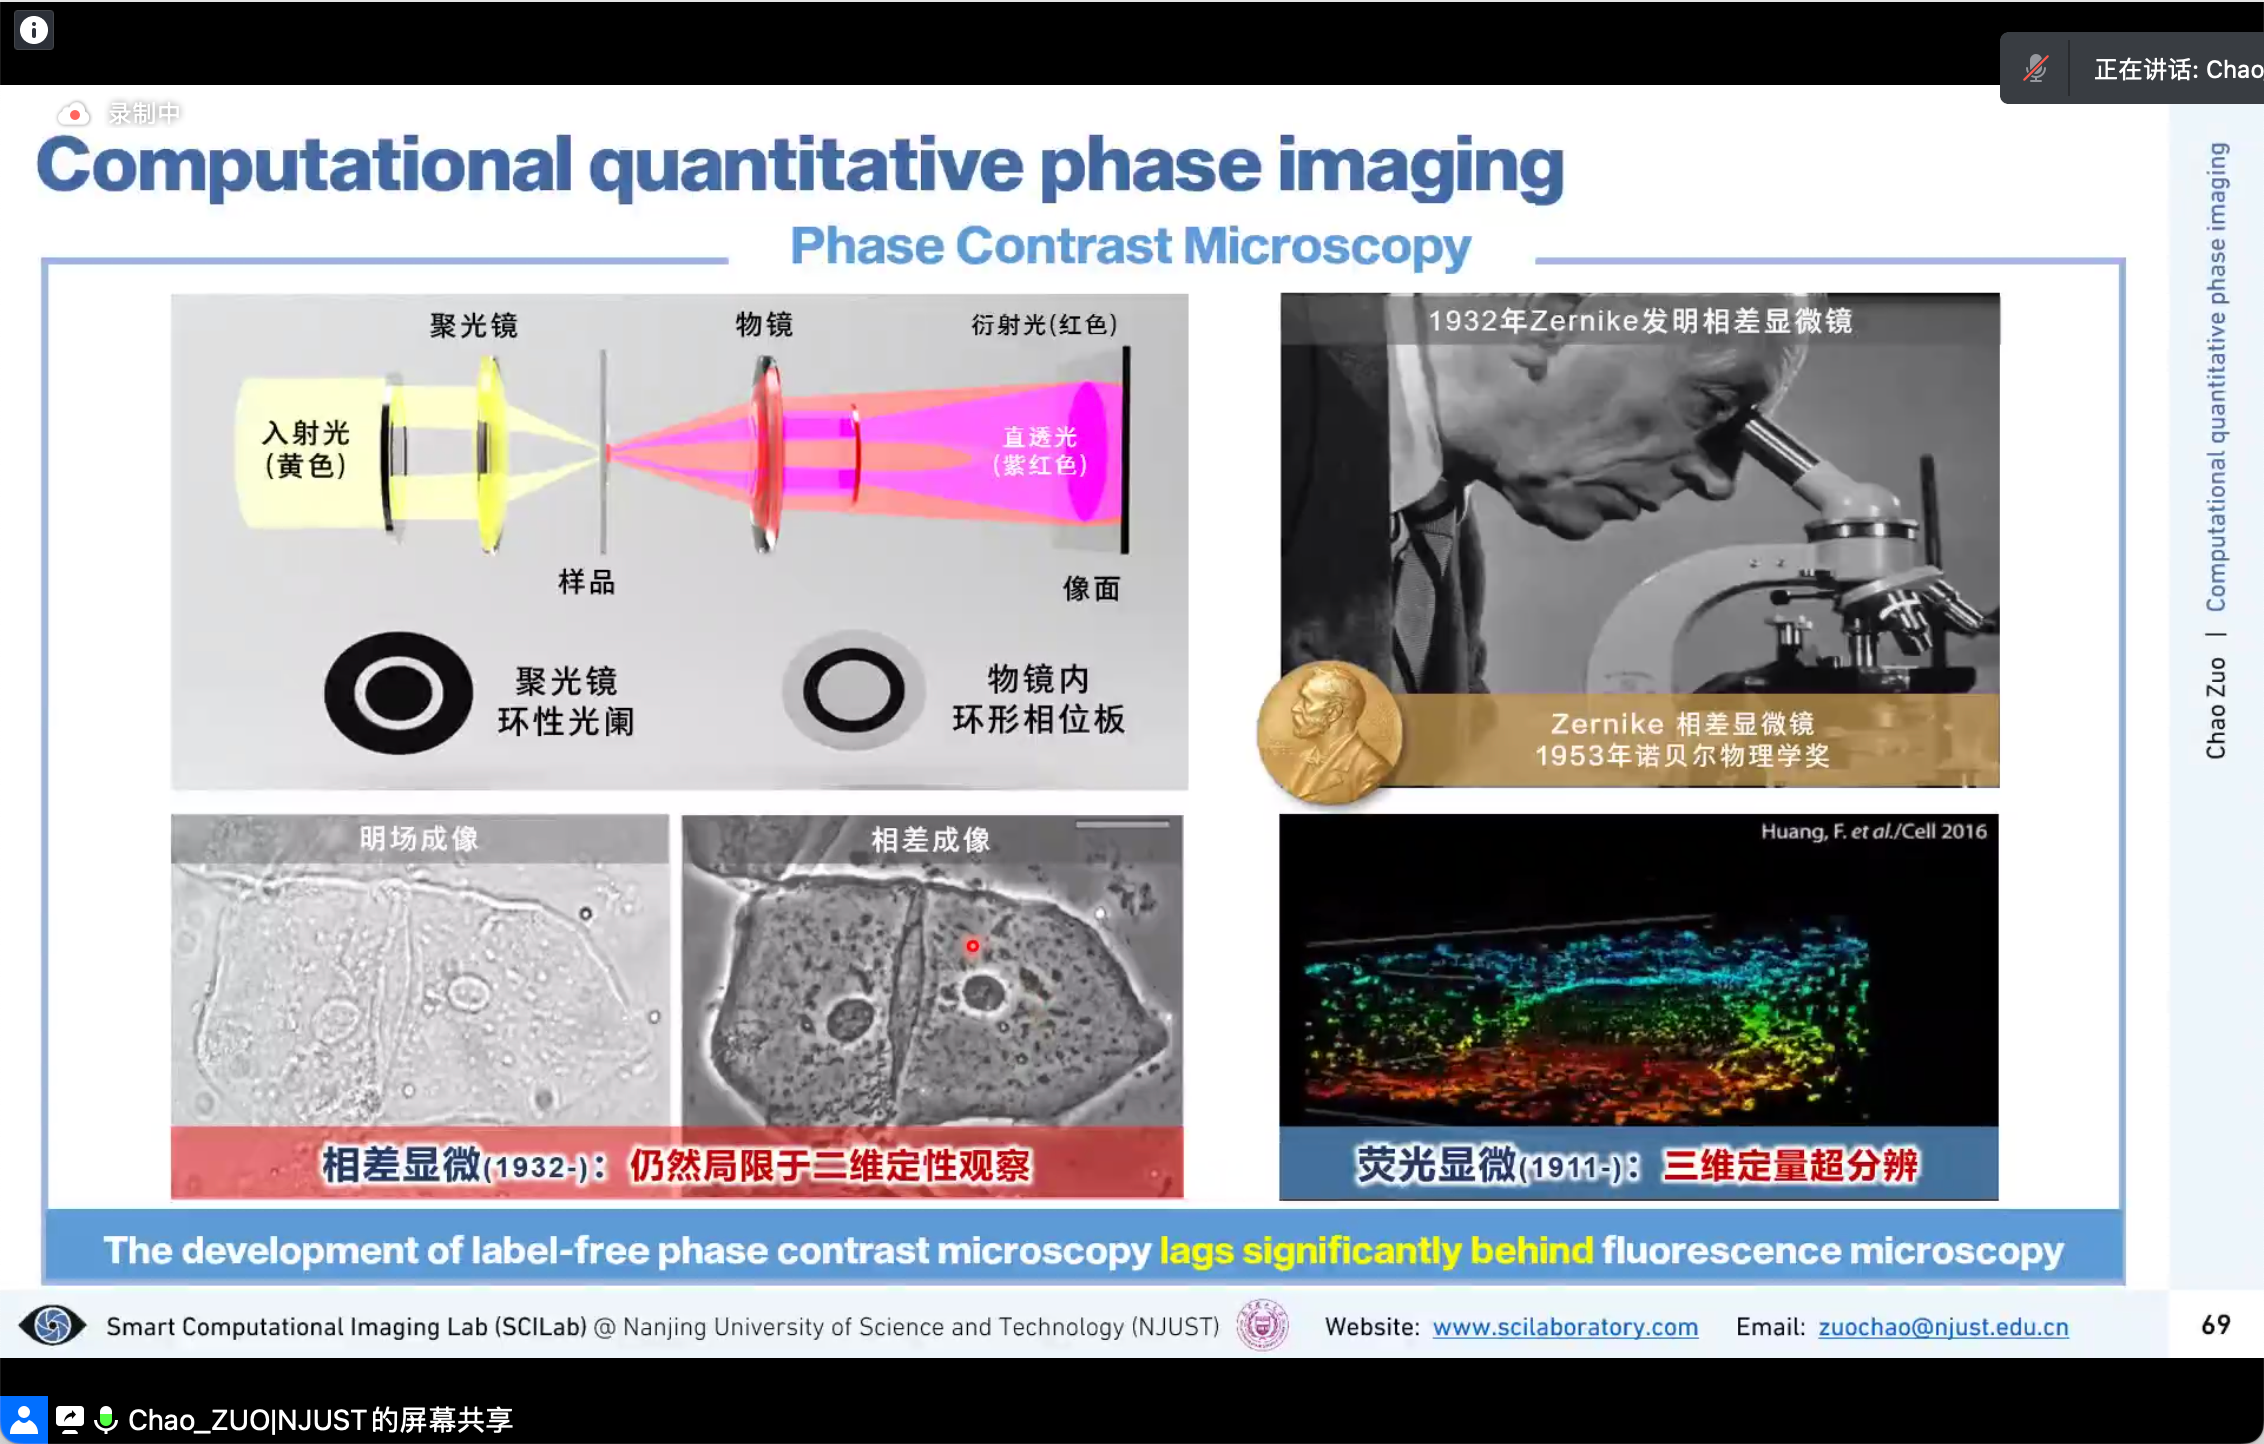 正在讲话: Chao
录制中
Computational quantitative phase imaging
Phase Contrast Microscopy
聚光镜
物镜
衍射光(红色)
入射光
(黄色)
直透光
(紫红色)
样品
像面
聚光镜
环性光阑
物镜内
环形相位板
1932年Zernike发明相差显微镜
Zernike 相差显微镜
1953年诺贝尔物理学奖
明场成像
相差成像
相差显微(1932-)：仍然局限于二维定性观察
Huang, F. et al./Cell 2016
荧光显微(1911-)：三维定量超分辨
The development of label-free phase contrast microscopy lags significantly behind fluorescence microscopy
Chao Zuo | Computational quantitative phase imaging
Smart Computational Imaging Lab (SCILab) @ Nanjing University of Science and Technology (NJUST)
Website: www.scilaboratory.com
Email: zuochao@njust.edu.cn
69
Chao_ZUO|NJUST的屏幕共享